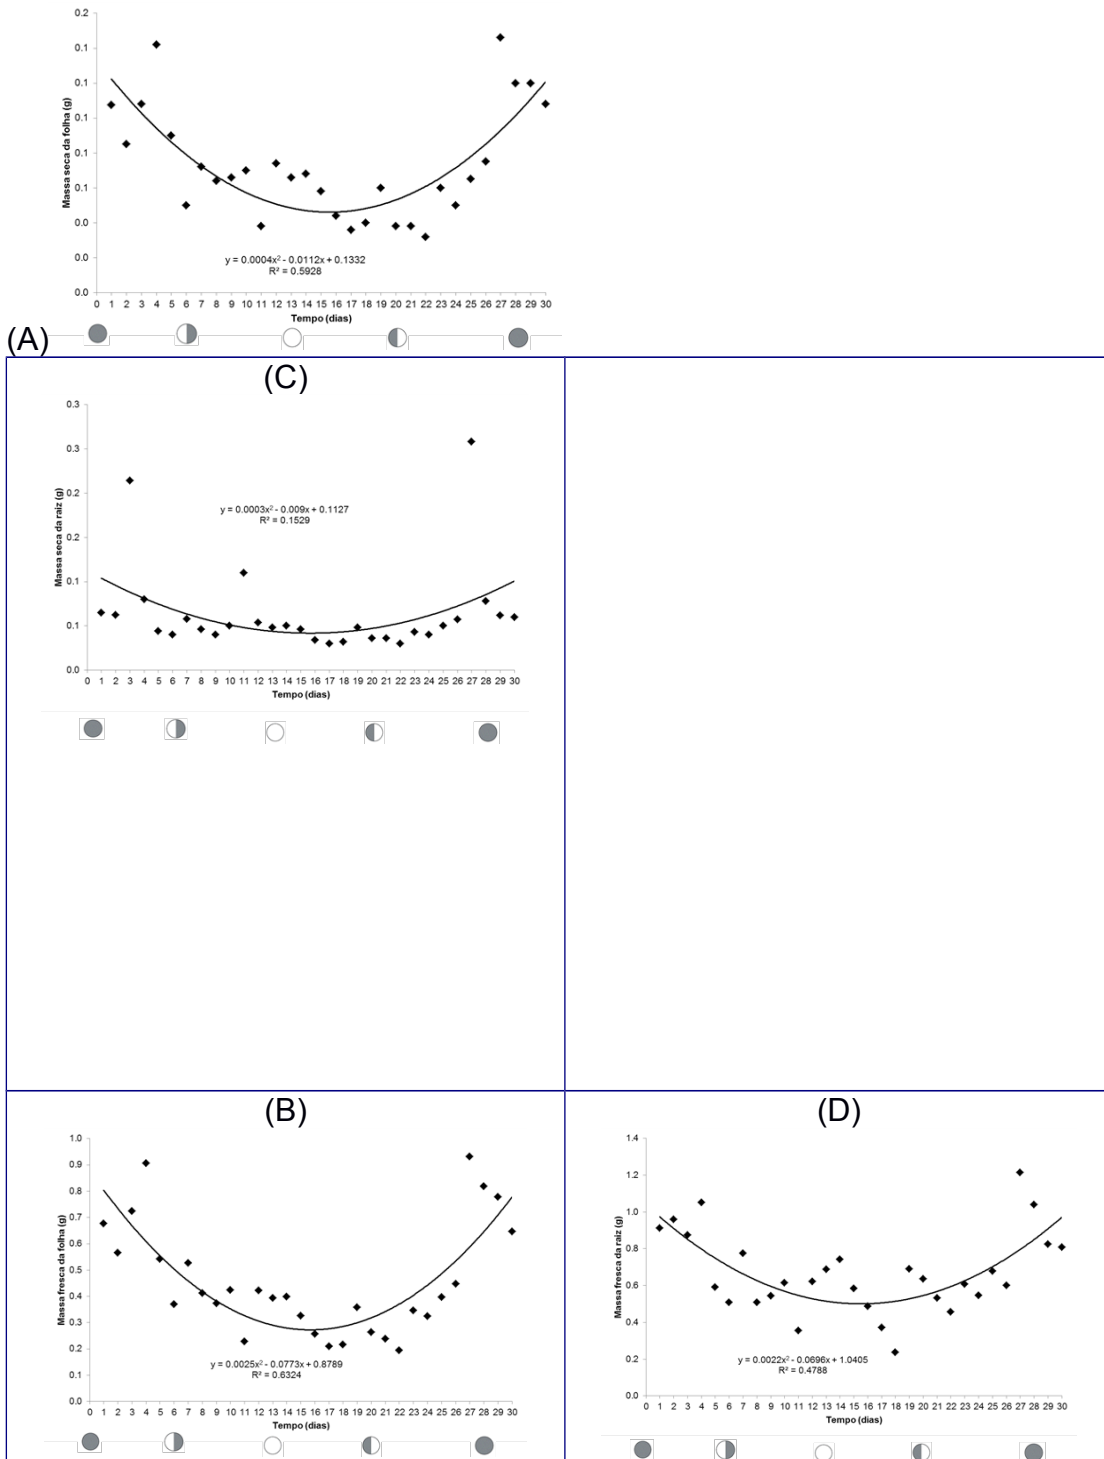 0.2
0.1
0.1
0.1
0.1
0.1
0.0
0.0
0.0
Massa seca da folha (g)
y = 0.0004x² - 0.0112x + 0.1332
R² = 0.5928
0 1 2 3 4 5 6 7 8 9 10 11 12 13 14 15 16 17 18 19 20 21 22 23 24 25 26 27 28 29 30
Tempo (dias)
(A)
(C)
0.3
0.3
0.2
0.2
0.1
0.1
0.0
Massa seca da raiz (g)
y = 0.0003x² - 0.009x + 0.1127
R² = 0.1529
0 1 2 3 4 5 6 7 8 9 10 11 12 13 14 15 16 17 18 19 20 21 22 23 24 25 26 27 28 29 30
Tempo (dias)
(B)
1.0
0.9
0.8
0.7
0.6
0.5
0.4
0.3
0.2
0.1
0.0
Massa fresca da folha (g)
y = 0.0025x² - 0.0773x + 0.8789
R² = 0.6324
0 1 2 3 4 5 6 7 8 9 10 11 12 13 14 15 16 17 18 19 20 21 22 23 24 25 26 27 28 29 30
Tempo (dias)
(D)
1.4
1.2
1.0
0.8
0.6
0.4
0.2
0.0
Massa fresca da raiz (g)
y = 0.0022x² - 0.0696x + 1.0405
R² = 0.4788
0 1 2 3 4 5 6 7 8 9 10 11 12 13 14 15 16 17 18 19 20 21 22 23 24 25 26 27 28 29 30
Tempo (dias)